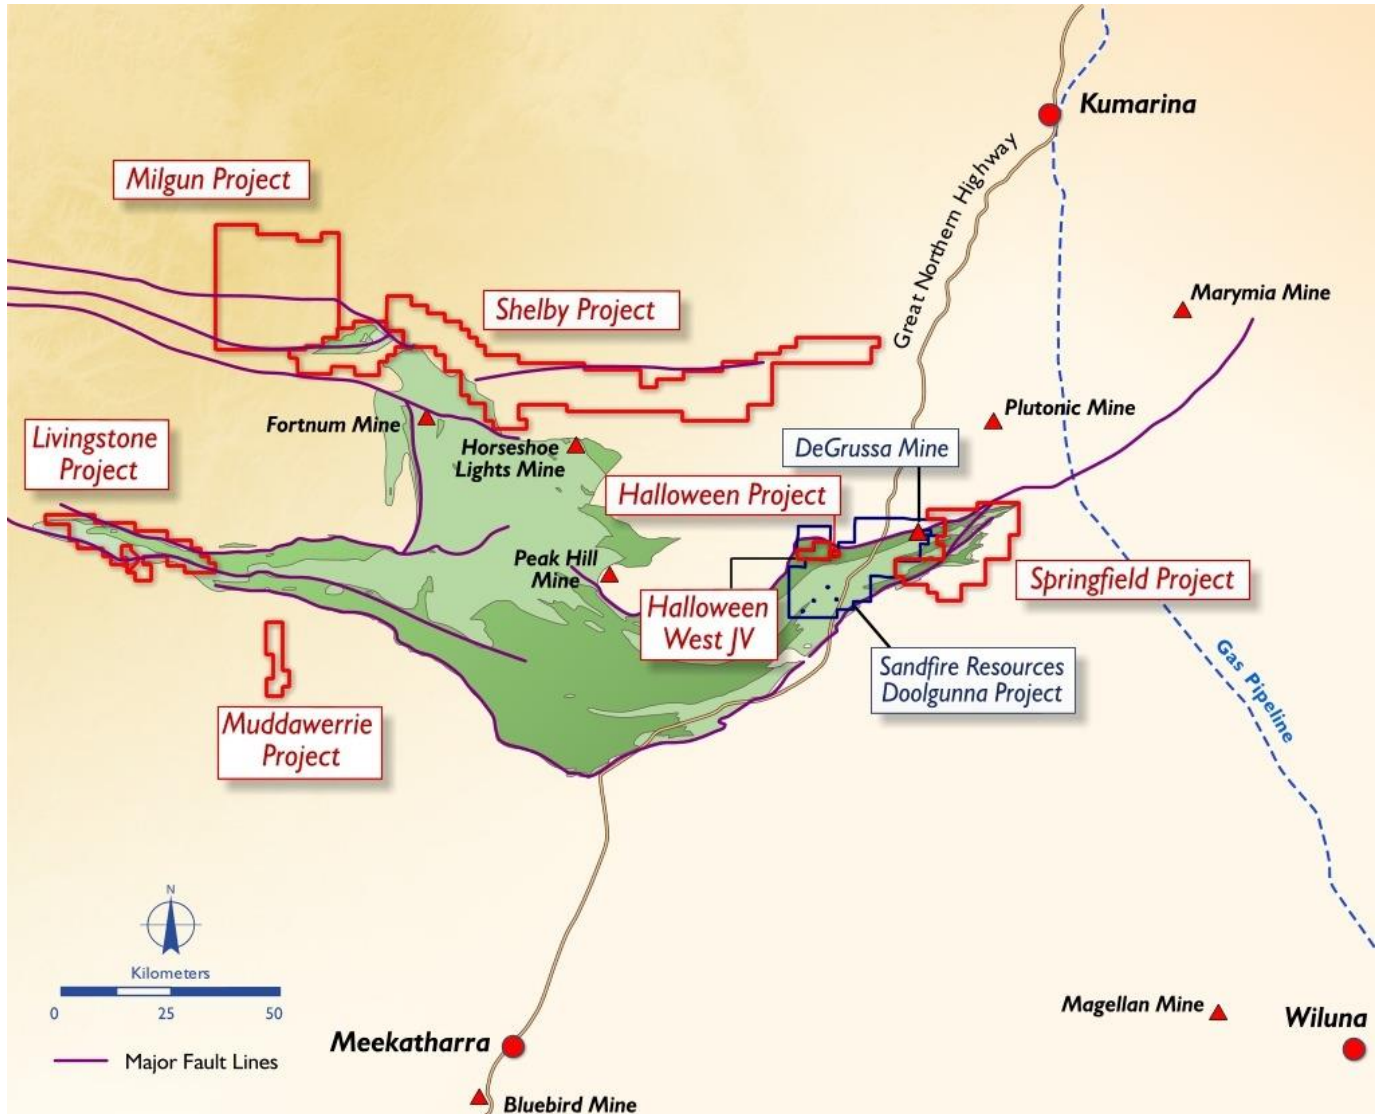 Kumarina
Milgun Project
Great Northern Highway
Marymia Mine
Shelby Project
Plutonic Mine
Fortnum Mine
Livingstone
Project
Horseshoe
Lights Mine
DeGrussa Mine
Halloween Project
Peak Hill
Mine
Springfield Project
Halloween
West JV
Sandfire Resources
Doolgunna Project
Gas Pipeline
Muddawerrie
Project
N
Kilometers
0 25 50
Major Fault Lines
Magellan Mine
Wiluna
Meekatharra
Bluebird Mine